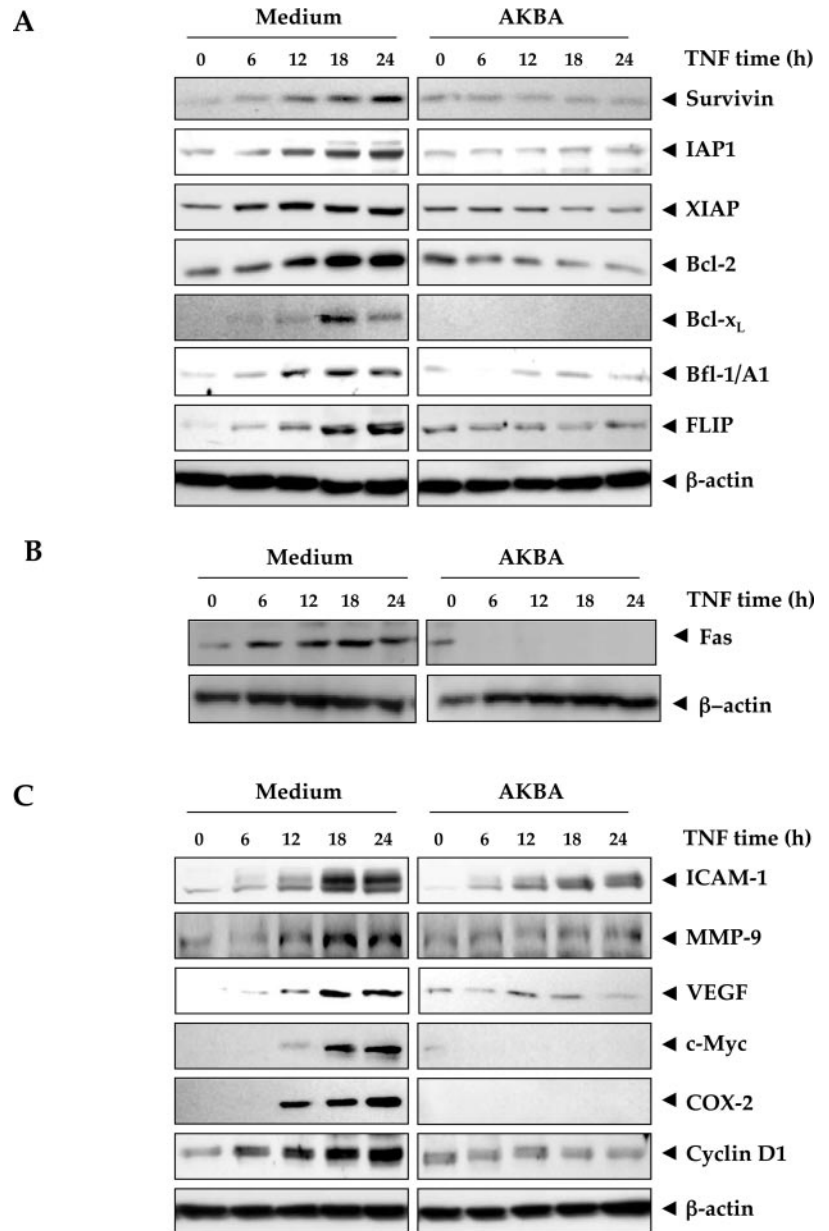 A
Medium AKBA
0 6 12 18 24 0 6 12 18 24 TNF time (h)
◄ Survivin
◄ IAP1
◄ XIAP
◄ Bcl-2
◄ Bcl-xL
◄ Bfl-1/A1
◄ FLIP
◄ β-actin
B
Medium AKBA
0 6 12 18 24 0 6 12 18 24 TNF time (h)
◄ Fas
◄ β–actin
C
Medium AKBA
0 6 12 18 24 0 6 12 18 24 TNF time (h)
◄ ICAM-1
◄ MMP-9
◄ VEGF
◄ c-Myc
◄ COX-2
◄ Cyclin D1
◄ β-actin